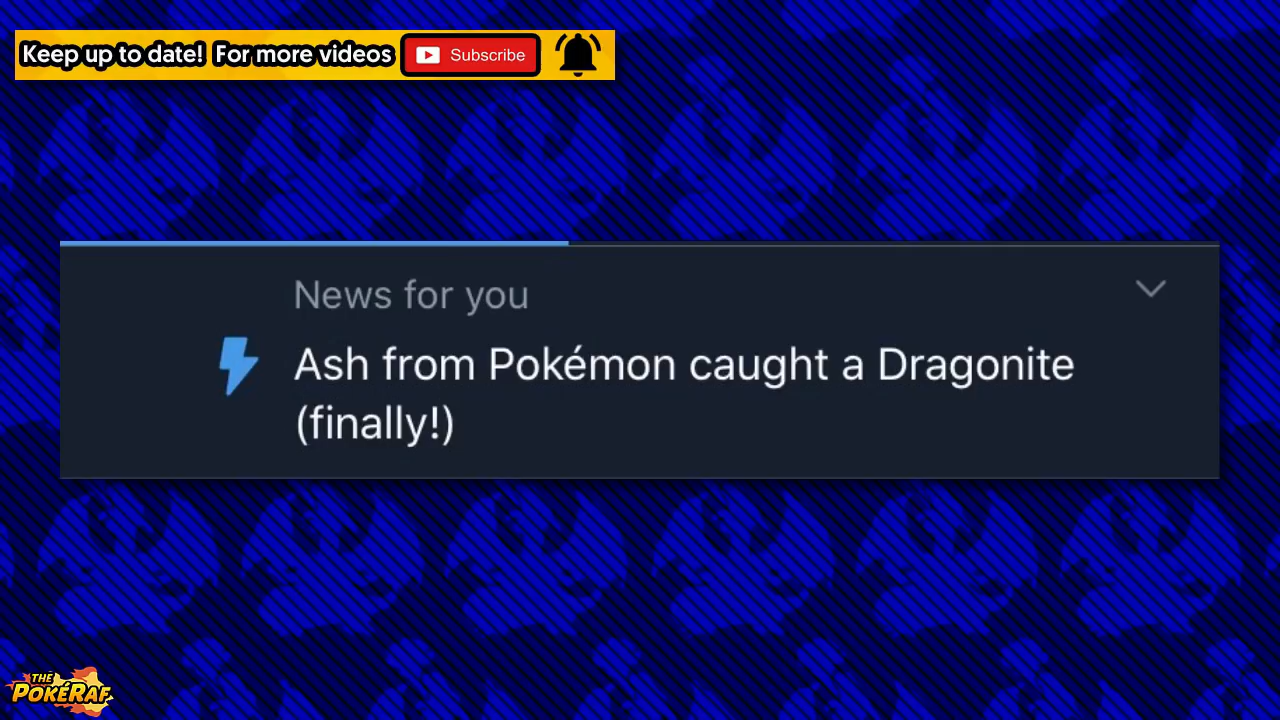 Keep up to date! For more videos Subscribe
News for you
Ash from Pokémon caught a Dragonite
(finally!)
THE
POKÉRAF